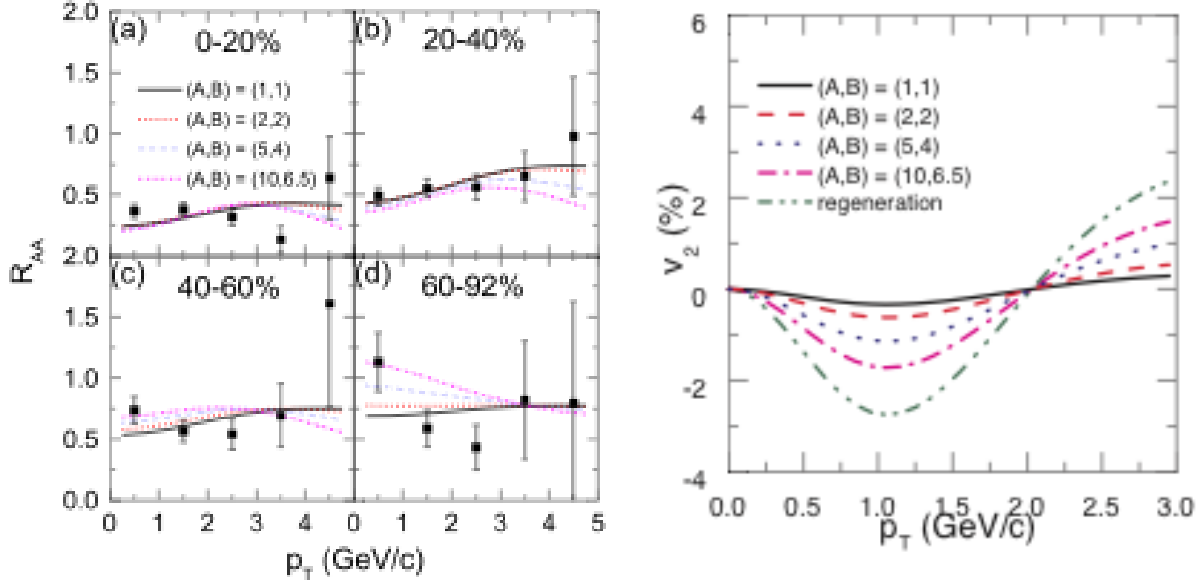 (a)
0-20%
(A,B) = (1,1)
(A,B) = (2,2)
(A,B) = (5,4)
(A,B) = (10,6.5)
(b)
20-40%
(c)
40-60%
(d)
60-92%
2.0
1.5
1.0
0.5
2.0
1.5
1.0
0.5
0.0
R_AA
0 1 2 3 4 0 1 2 3 4 5
p_T (GeV/c)
6
4
2
0
-2
-4
v_2 (%)
(A,B) = (1,1)
(A,B) = (2,2)
(A,B) = (5,4)
(A,B) = (10,6.5)
regeneration
0.0 0.5 1.0 1.5 2.0 2.5 3.0
p_T (GeV/c)